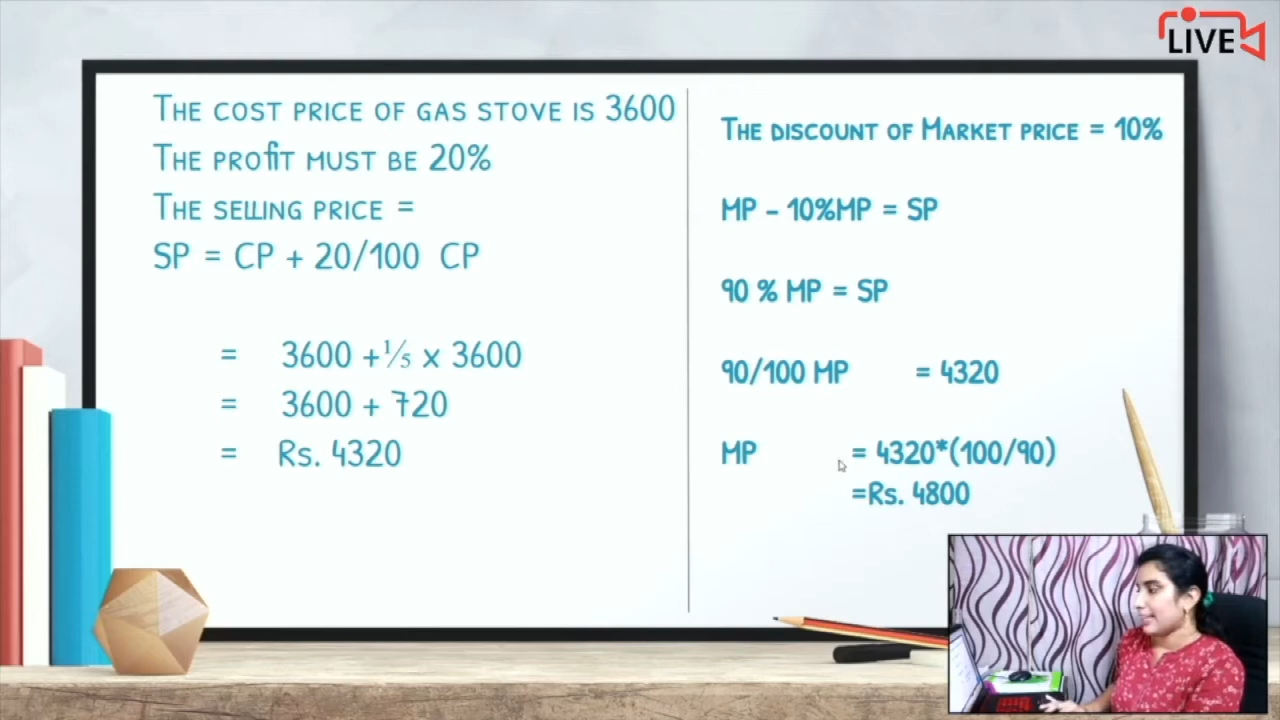 LIVE
THE COST PRICE OF GAS STOVE IS 3600
THE PROFIT MUST BE 20%
THE SELLING PRICE =
SP = CP + 20/100 CP
= 3600 +⅕ x 3600
= 3600 + 720
= Rs. 4320
THE DISCOUNT OF MARKET PRICE = 10%
MP - 10%MP = SP
90 % MP = SP
90/100 MP = 4320
MP = 4320*(100/90)
=Rs. 4800